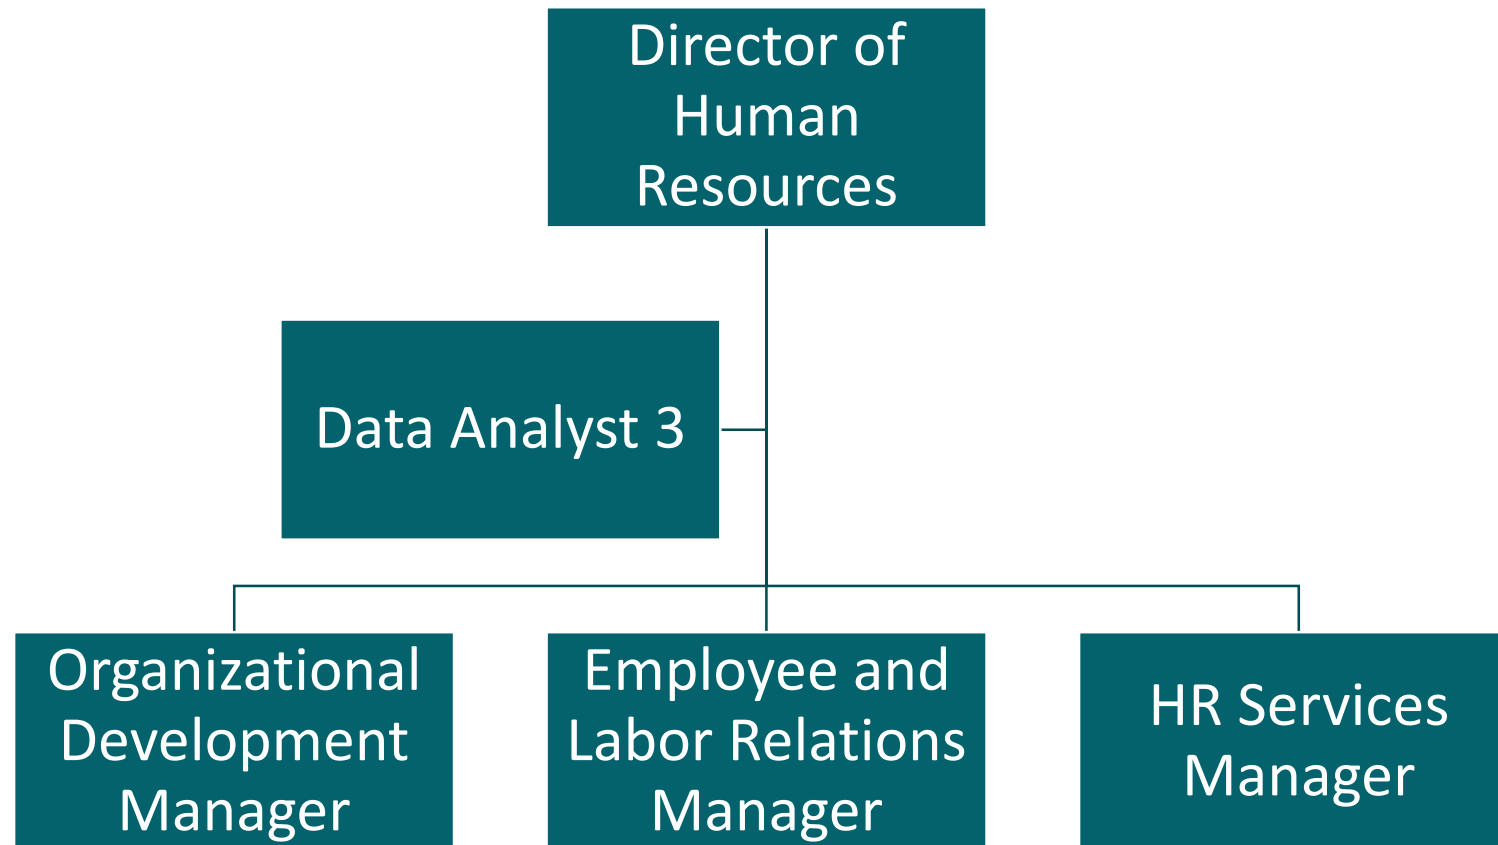 Director of
Human
Resources
Data Analyst 3
Organizational
Development
Manager
Employee and
Labor Relations
Manager
HR Services
Manager